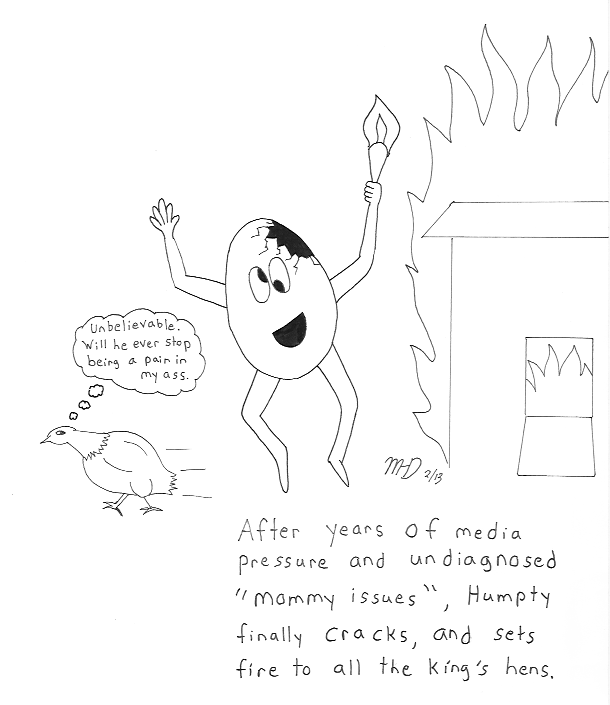 Unbelievable.
Will he ever stop
being a pain in
my ass.
MHD 2/13
After years of media
pressure and undiagnosed
"mommy issues", Humpty
finally cracks, and sets
fire to all the king's hens.